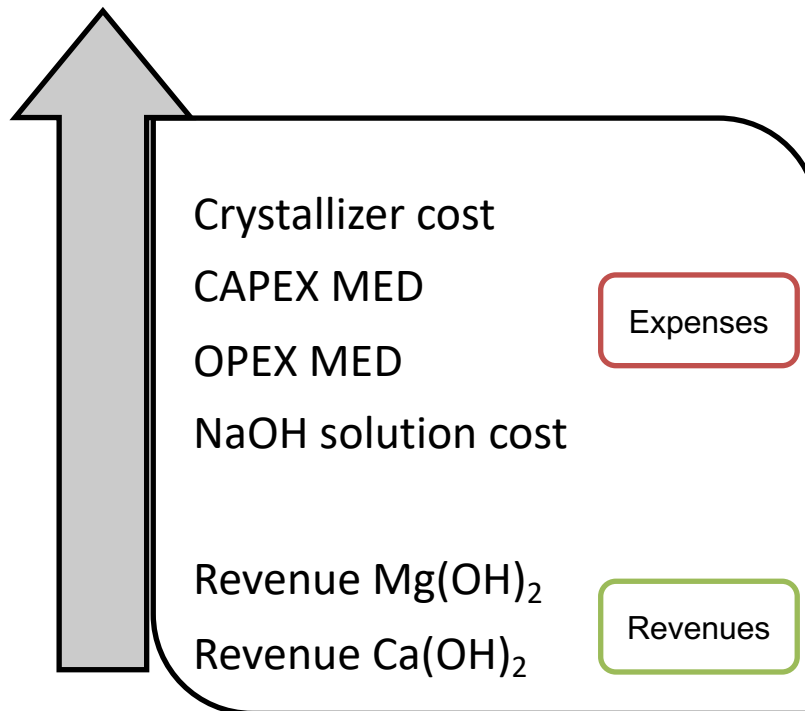 Crystallizer cost
CAPEX MED
Expenses
OPEX MED
NaOH solution cost
Revenue Mg(OH)₂
Revenues
Revenue Ca(OH)₂